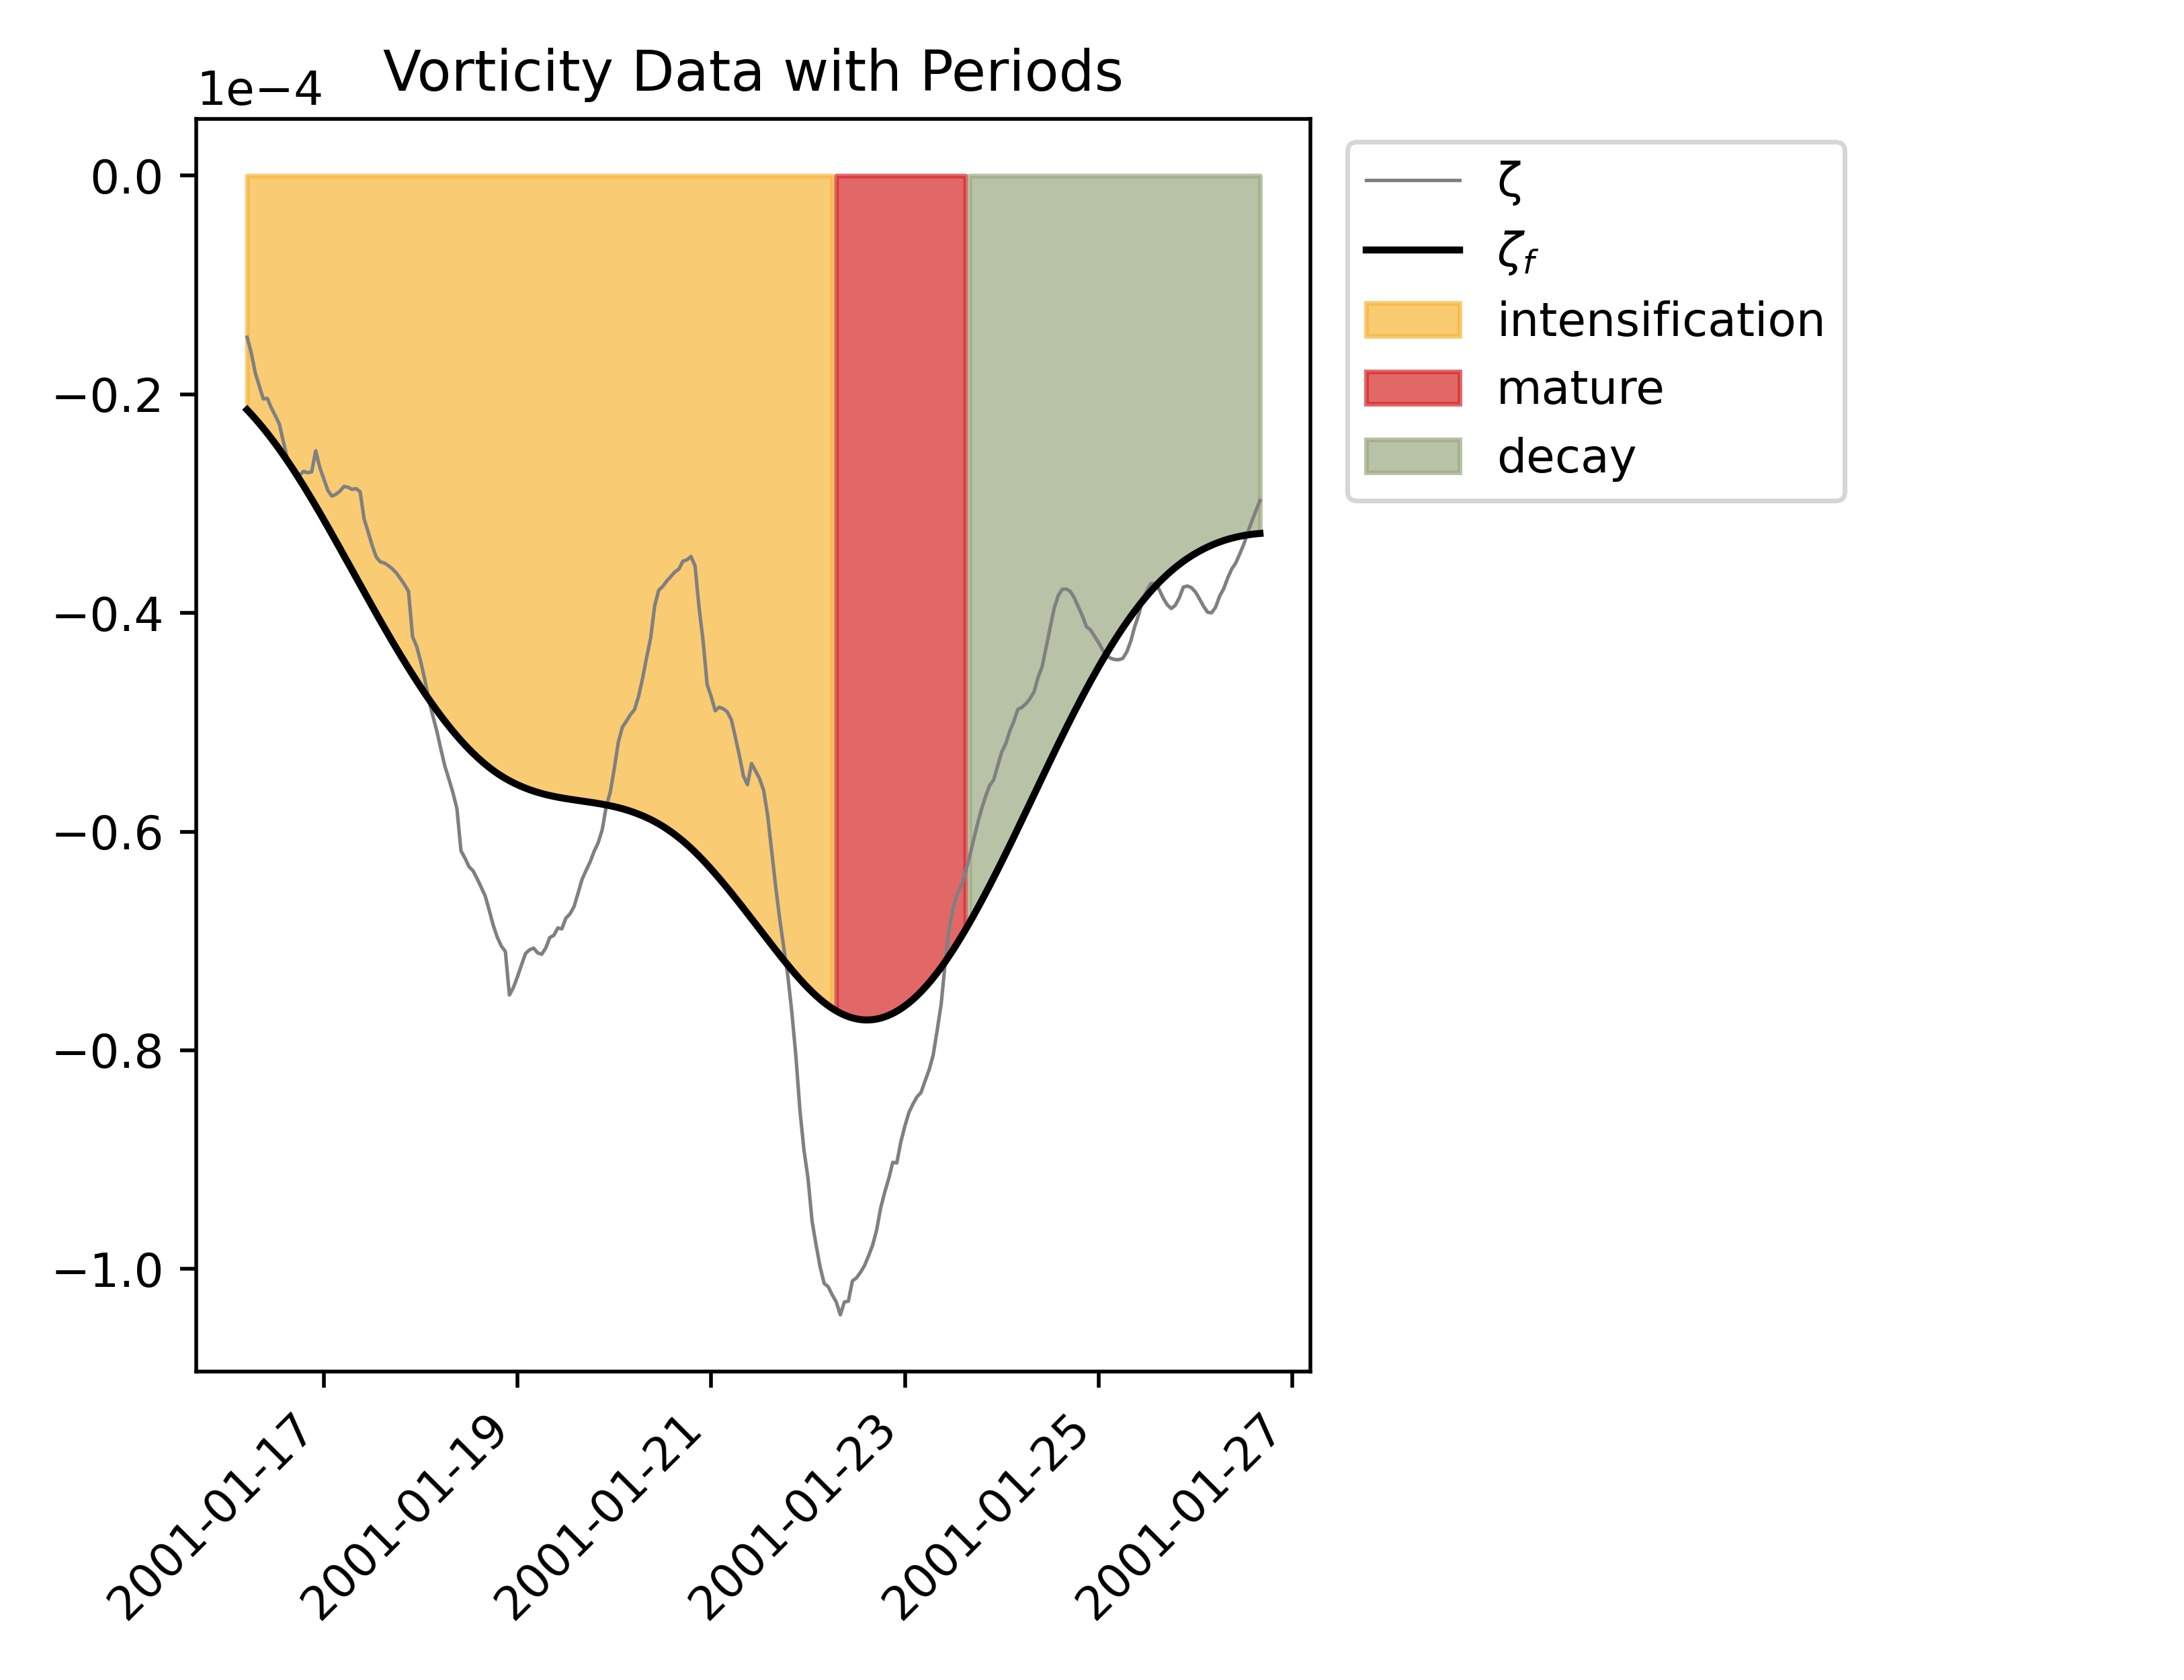 Vorticity Data with Periods
1e−4
0.0
−0.2
−0.4
−0.6
−0.8
−1.0
2001-01-17
2001-01-19
2001-01-21
2001-01-23
2001-01-25
2001-01-27
ζ
ζf
intensification
mature
decay